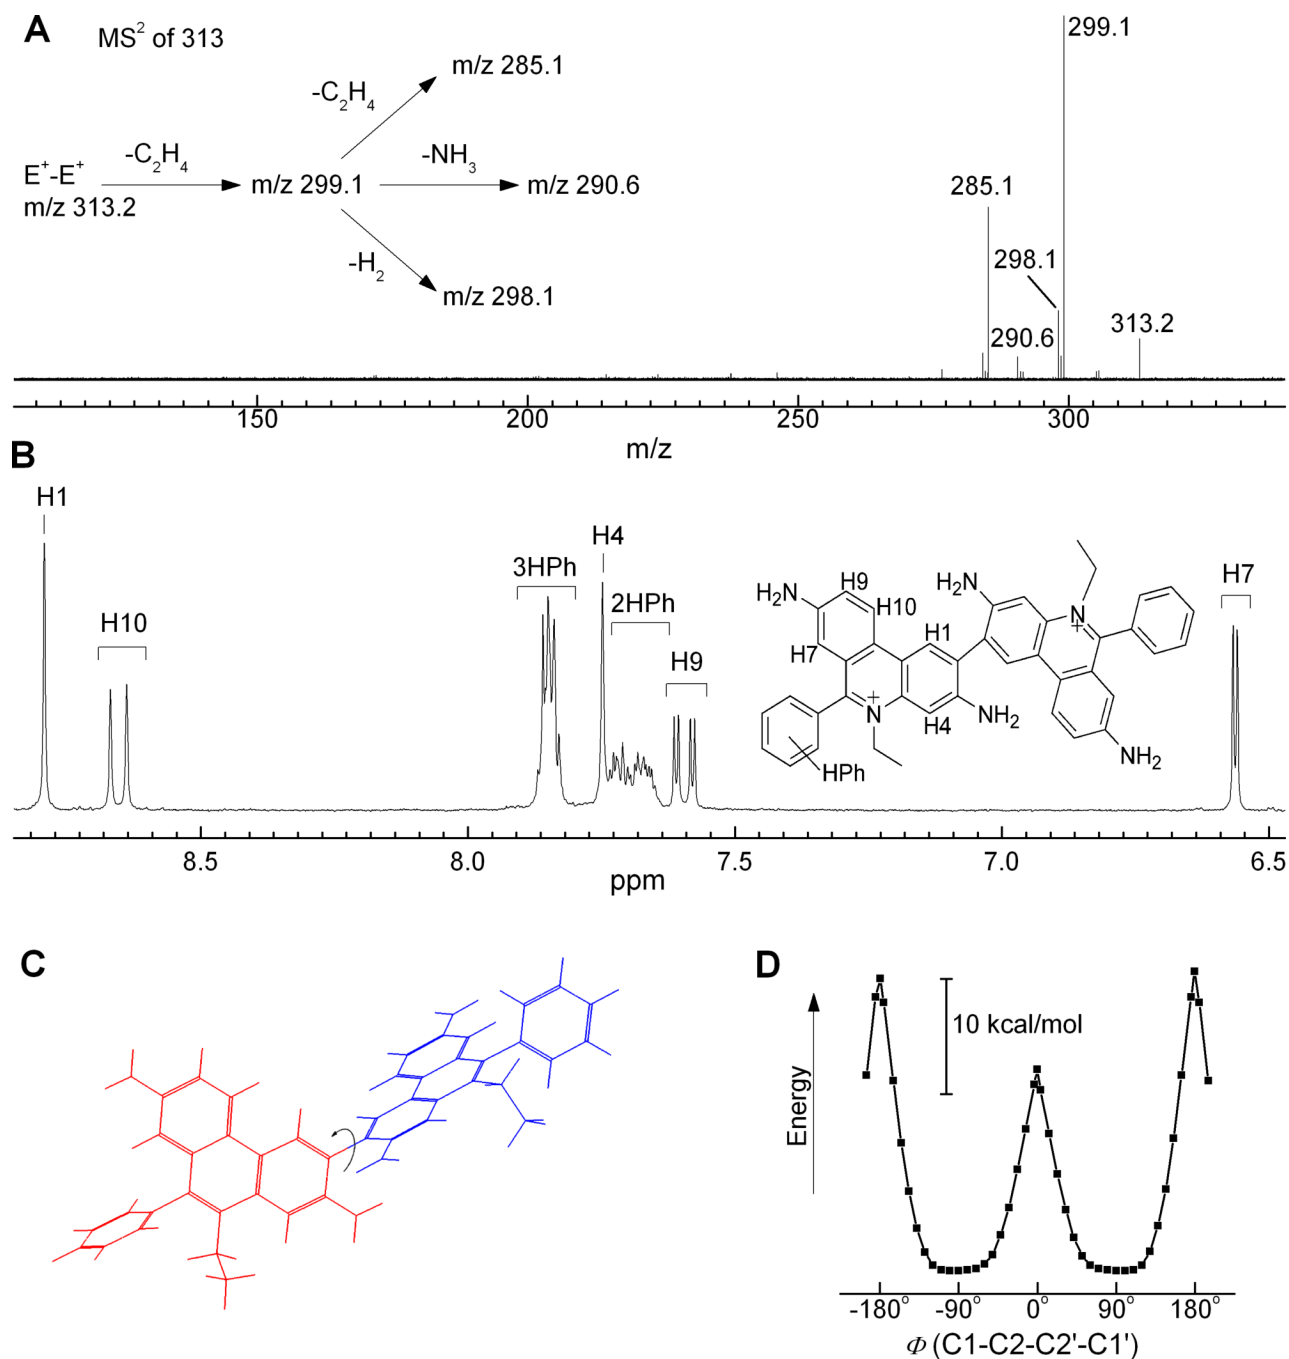 A
MS² of 313
299.1
m/z 285.1
-C₂H₄
E⁺-E⁺
-C₂H₄
-NH₃
m/z 313.2
m/z 299.1
m/z 290.6
285.1
-H₂
298.1
m/z 298.1
290.6
313.2
150 200 250 300
m/z
B
H1
H10
3HPh
H4
2HPh
H9
H7
H₂N
H9
H10
H7
H1
H₂N
N
+
+
N
H4
NH₂
NH₂
HPh
8.5 8.0 7.5 7.0 6.5
ppm
C
D
10 kcal/mol
Energy
-180° -90° 0° 90° 180°
Φ (C1-C2-C2'-C1')